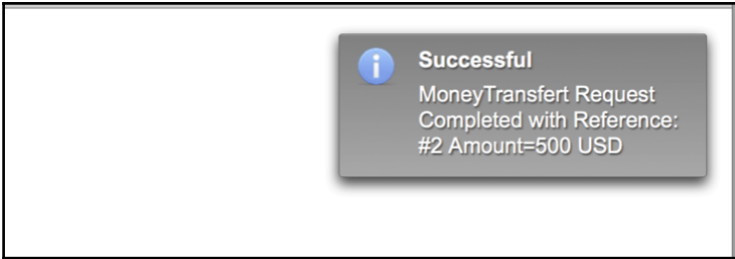 Successful
MoneyTransfert Request
Completed with Reference:
#2 Amount=500 USD